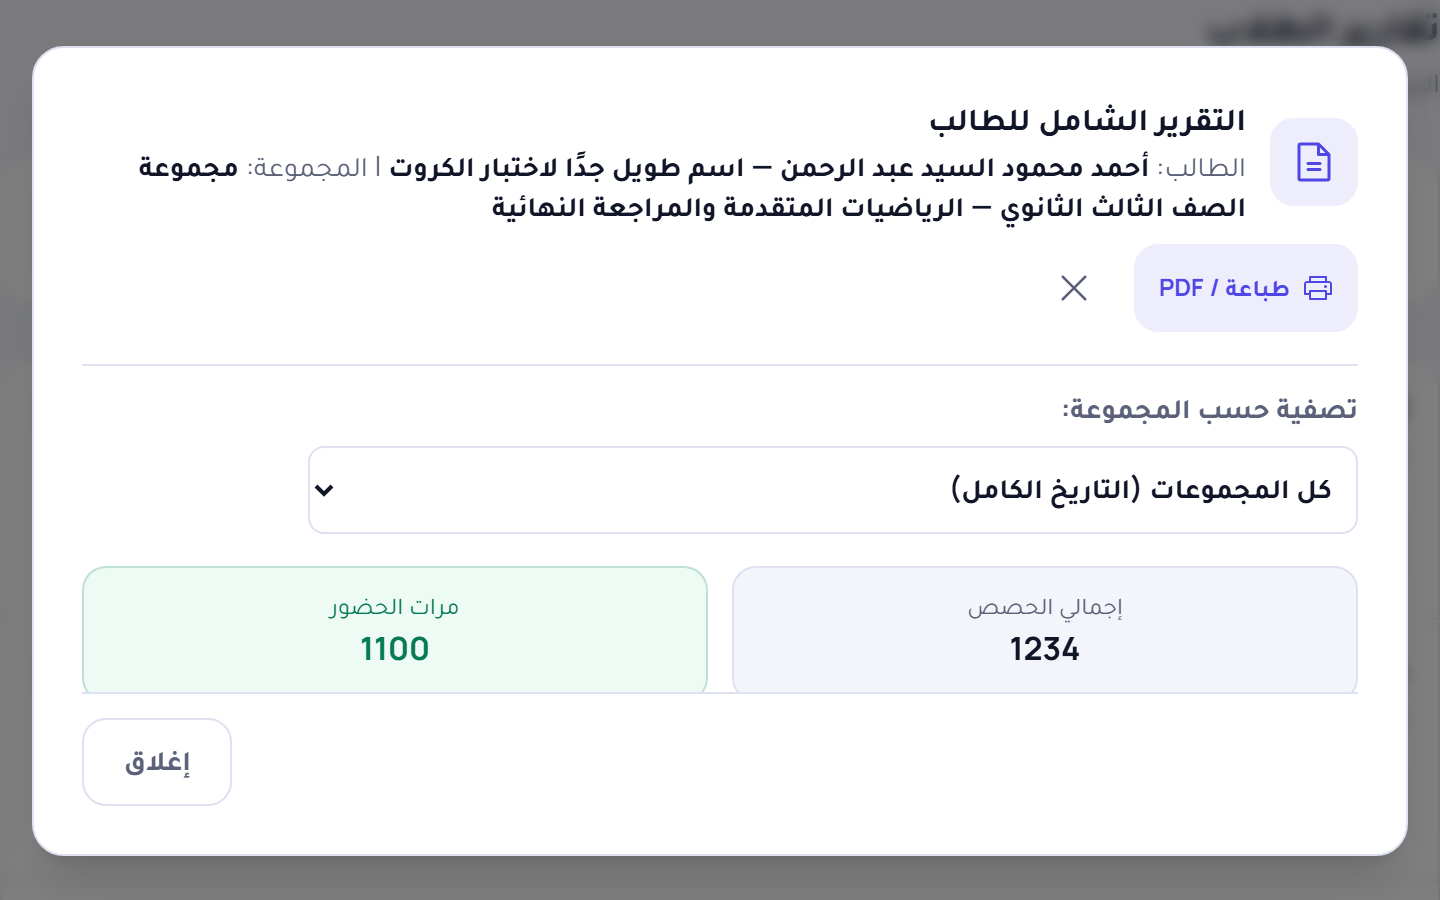 التقرير الشامل للطالب
الطالب: أحمد محمود السيد عبد الرحمن — اسم طويل جدًا لاختبار الكروت | المجموعة: مجموعة
الصف الثالث الثانوي — الرياضيات المتقدمة والمراجعة النهائية
طباعة / PDF
تصفية حسب المجموعة:
كل المجموعات (التاريخ الكامل)
إجمالي الحصص
1234
مرات الحضور
1100
إغلاق